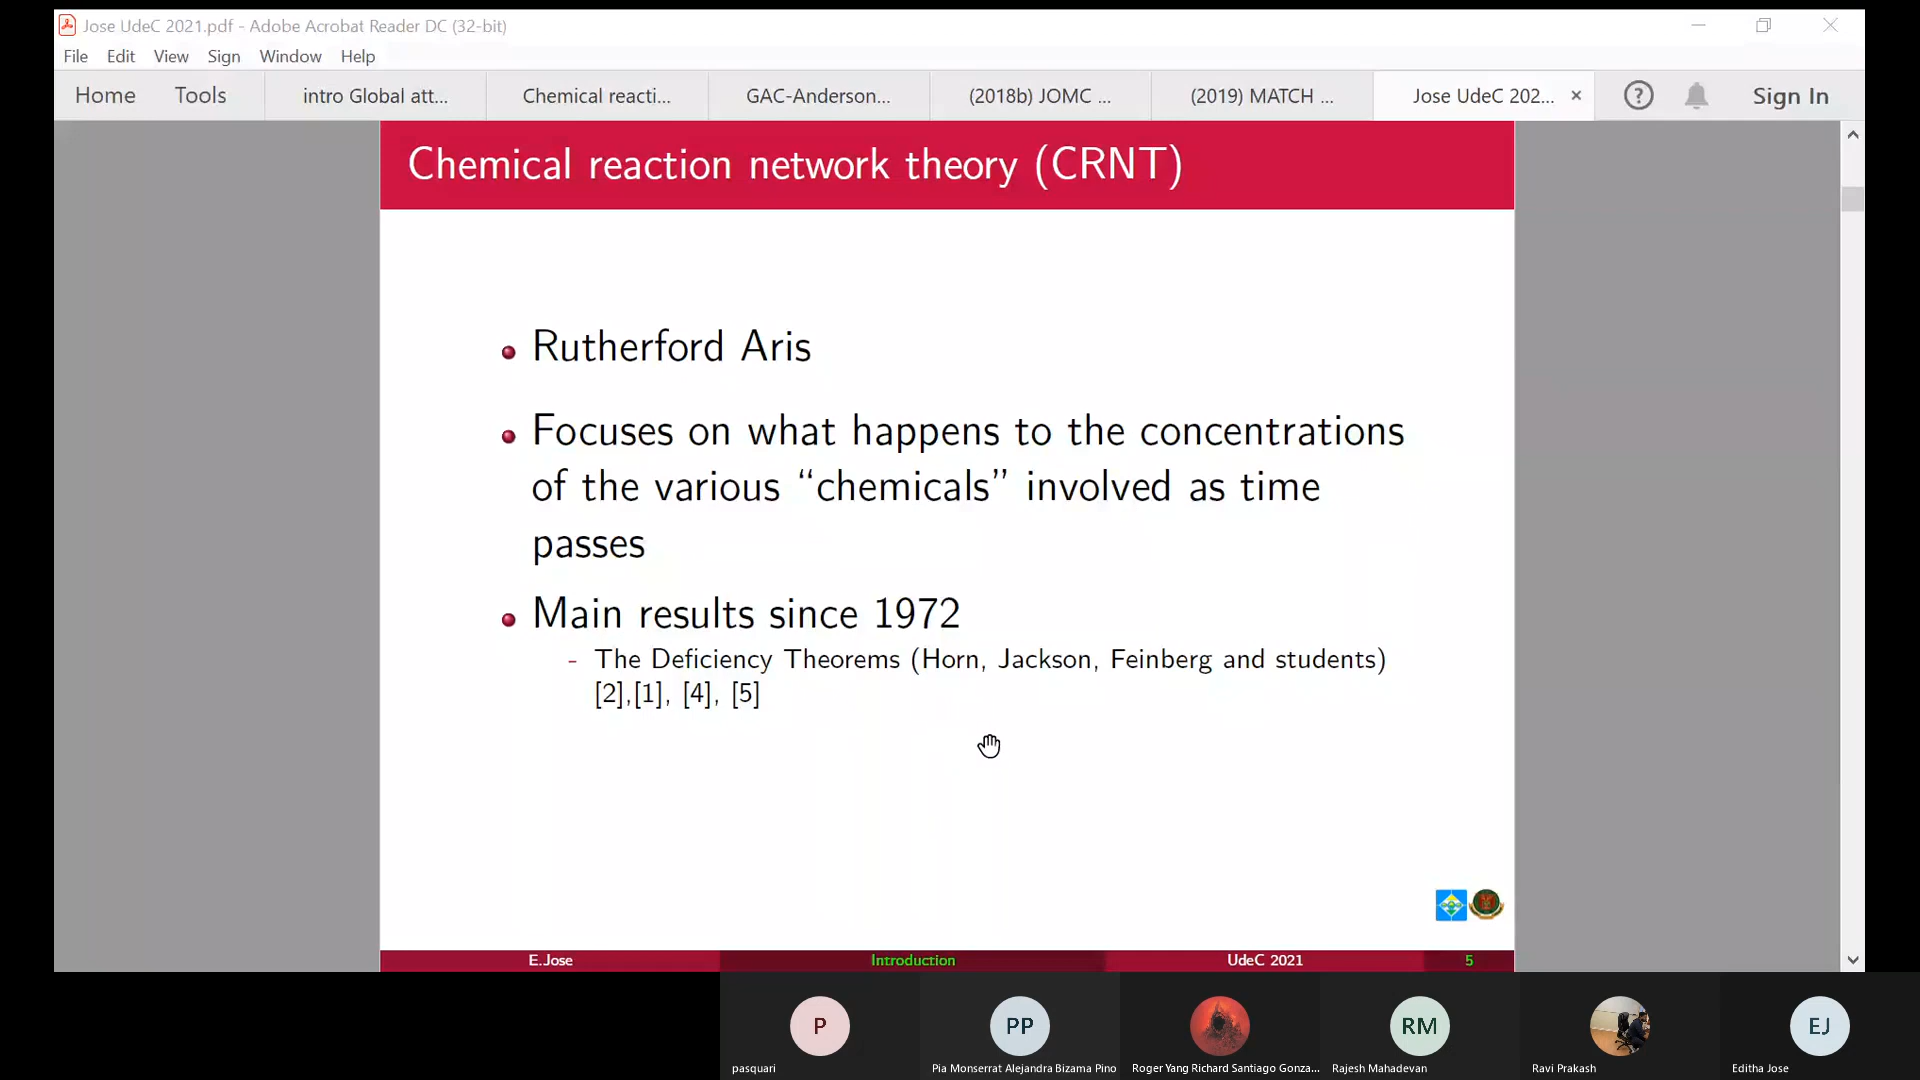 Jose UdeC 2021.pdf - Adobe Acrobat Reader DC (32-bit)
File Edit View Sign Window Help
Home Tools intro Global att... Chemical reacti... GAC-Anderson... (2018b) JOMC ... (2019) MATCH ... Jose UdeC 202... × ? Sign In
Chemical reaction network theory (CRNT)
Rutherford Aris
Focuses on what happens to the concentrations
of the various “chemicals” involved as time
passes
Main results since 1972
- The Deficiency Theorems (Horn, Jackson, Feinberg and students)
[2],[1], [4], [5]
E.Jose Introduction UdeC 2021 5
P PP RM EJ
pasquari Pia Monserrat Alejandra Bizama Pino Roger Yang Richard Santiago Gonza... Rajesh Mahadevan Ravi Prakash Editha Jose